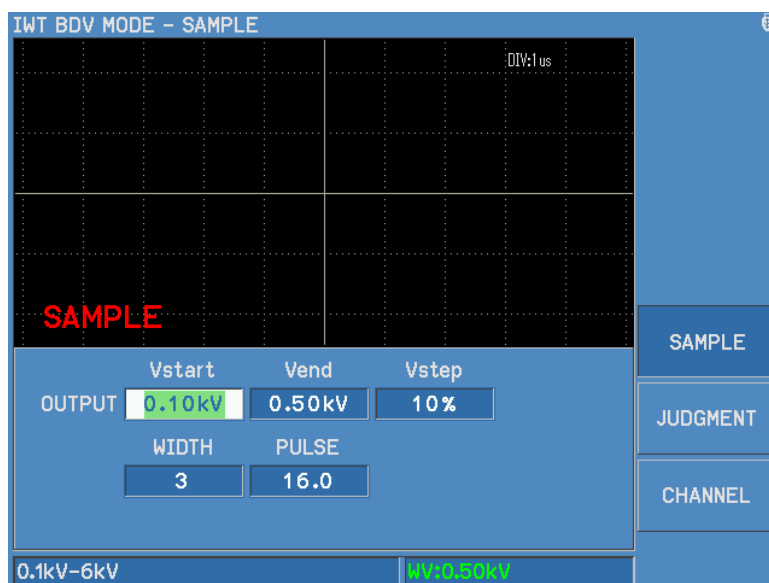 IWT BDV MODE – SAMPLE
DIV:1us
SAMPLE
Vstart Vend Vstep
OUTPUT 0.10kV 0.50kV 10%
WIDTH PULSE
3 16.0
SAMPLE
JUDGMENT
CHANNEL
0.1kV-6kV WV:0.50kV